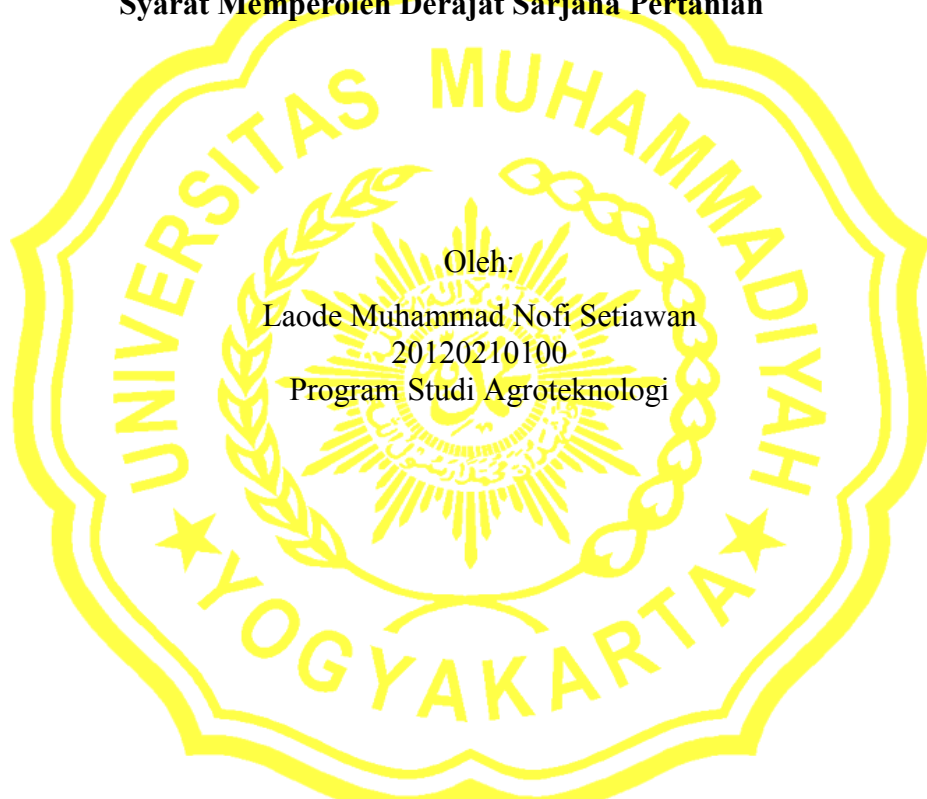 Syarat Memperoleh Derajat Sarjana Pertanian
UNIVERSITAS MUHAMMADIYAH
Oleh:
Laode Muhammad Nofi Setiawan
20120210100
Program Studi Agroteknologi
★ YOGYAKARTA ★